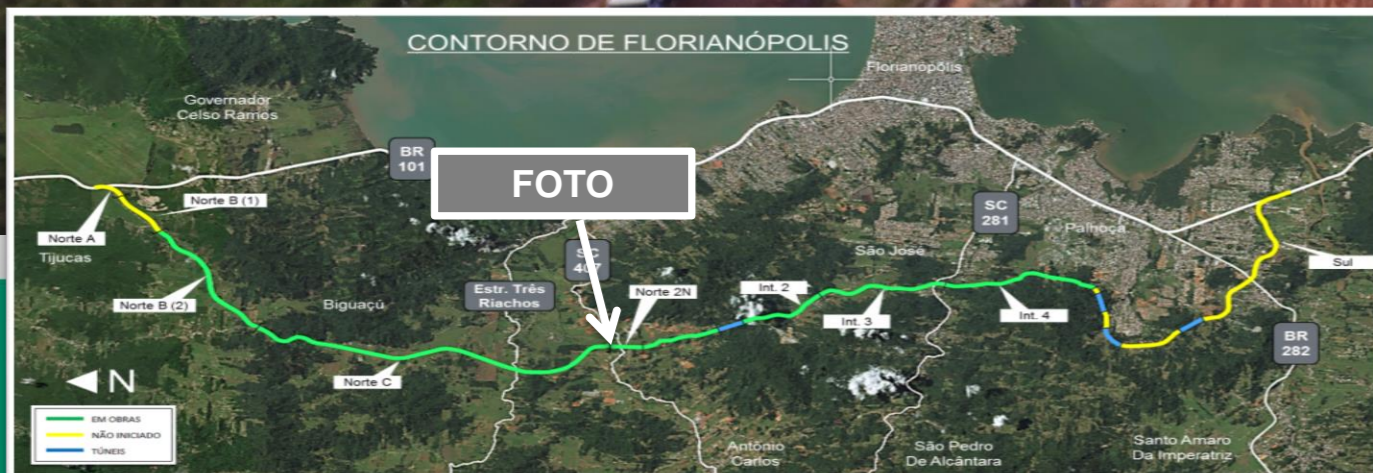 CONTORNO DE FLORIANÓPOLIS
Florianópolis
Governador
Celso Ramos
BR
101
FOTO
Norte B (1)
Norte A
Tijucas
SC
281
Palhoça
São José
Sul
SC
407
Norte 2N
Estr. Três
Riachos
Int. 2
Int. 3
Int. 4
Norte B (2)
Biguaçú
BR
282
N
Norte C
EM OBRAS
NÃO INICIADO
TÚNEIS
Antônio
Carlos
São Pedro
De Alcântara
Santo Amaro
Da Imperatriz